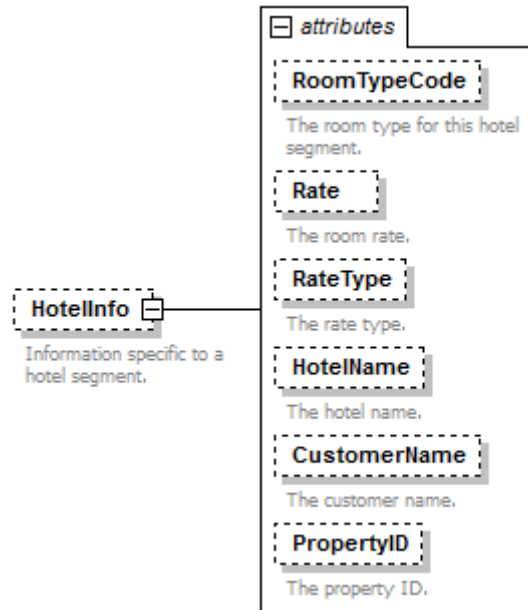 attributes
RoomTypeCode
The room type for this hotel
segment.
Rate
The room rate.
RateType
The rate type.
HotelInfo
Information specific to a
hotel segment.
HotelName
The hotel name.
CustomerName
The customer name.
PropertyID
The property ID.